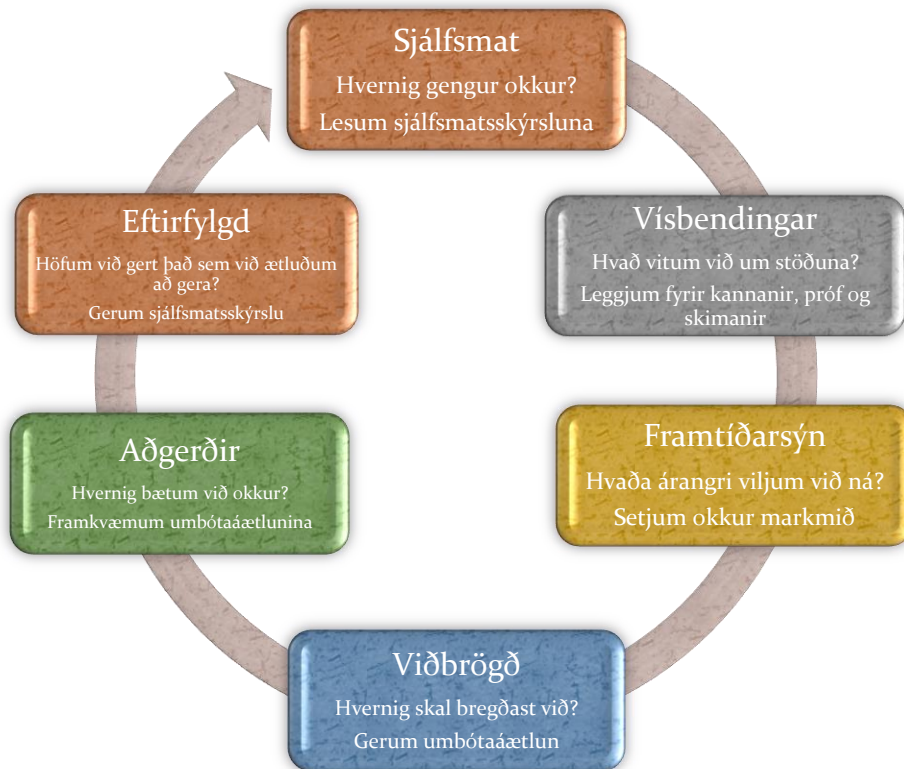 Sjálfsmat
Hvernig gengur okkur?
Lesum sjálfsmatsskýrsluna
Vísbendingar
Hvað vitum við um stöðuna?
Leggjum fyrir kannanir, próf og
skimanir
Framtíðarsýn
Hvaða árangri viljum við ná?
Setjum okkur markmið
Viðbrögð
Hvernig skal bregðast við?
Gerum umbótaáætlun
Aðgerðir
Hvernig bætum við okkur?
Framkvæmum umbótaáætlunina
Eftirfylgd
Höfum við gert það sem við ætluðum
að gera?
Gerum sjálfsmatsskýrslu